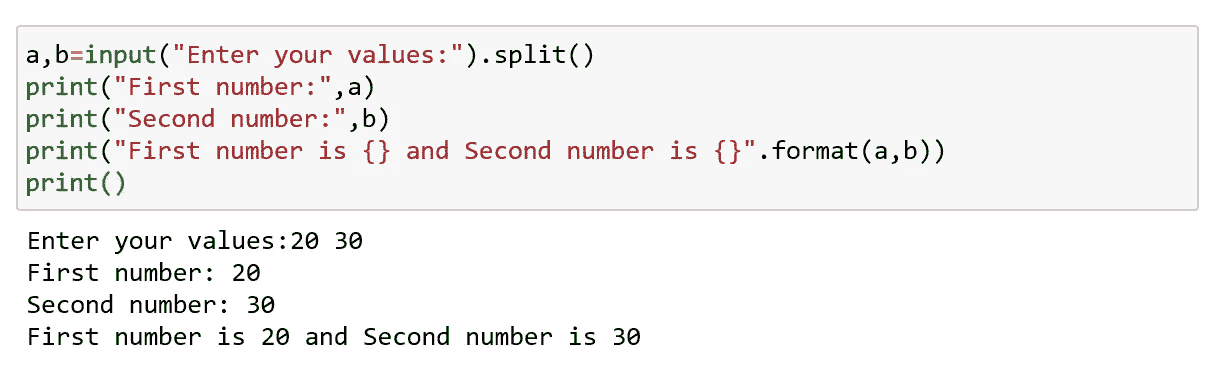 a,b=input("Enter your values:").split()
print("First number:",a)
print("Second number:",b)
print("First number is {} and Second number is {}".format(a,b))
print()
Enter your values:20 30
First number: 20
Second number: 30
First number is 20 and Second number is 30